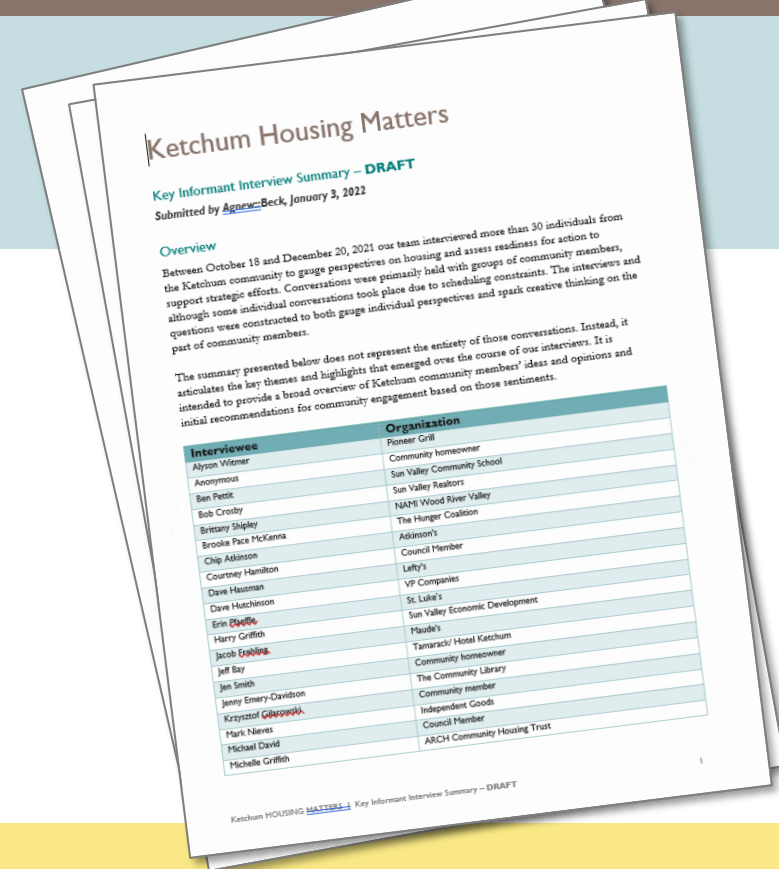 Ketchum Housing Matters
Key Informant Interview Summary – DRAFT
Submitted by Agnew::Beck, January 3, 2022
Overview
Between October 18 and December 20, 2021 our team interviewed more than 30 individuals from
the Ketchum community to gauge perspectives on housing and assess readiness for action to
support strategic efforts. Conversations were primarily held with groups of community members,
although some individual conversations took place due to scheduling constraints. The interviews and
questions were constructed to both gauge individual perspectives and spark creative thinking on the
part of community members.
The summary presented below does not represent the entirety of those conversations. Instead, it
articulates the key themes and highlights that emerged over the course of our interviews. It is
intended to provide a broad overview of Ketchum community members' ideas and opinions and
initial recommendations for community engagement based on those sentiments.
Interviewee Organization
Alyson Witmer Pioneer Grill
Anonymous Community homeowner
Ben Pettit Sun Valley Community School
Bob Crosby Sun Valley Realtors
Brittany Shipley NAMI Wood River Valley
Brooke Pace McKenna The Hunger Coalition
Chip Atkinson Atkinson's
Courtney Hamilton Council Member
Dave Hausman Lefty's
Dave Hutchinson VP Companies
Erin Pfaeffle St. Luke's
Harry Griffith Sun Valley Economic Development
Jacob Frehling Maude's
Jeff Bay Tamarack/ Hotel Ketchum
Jen Smith Community homeowner
Jenny Emery-Davidson The Community Library
Krzysztof Gilarowski Community member
Mark Nieves Independent Goods
Michael David Council Member
Michelle Griffith ARCH Community Housing Trust
1
Ketchum HOUSING MATTERS | Key Informant Interview Summary – DRAFT